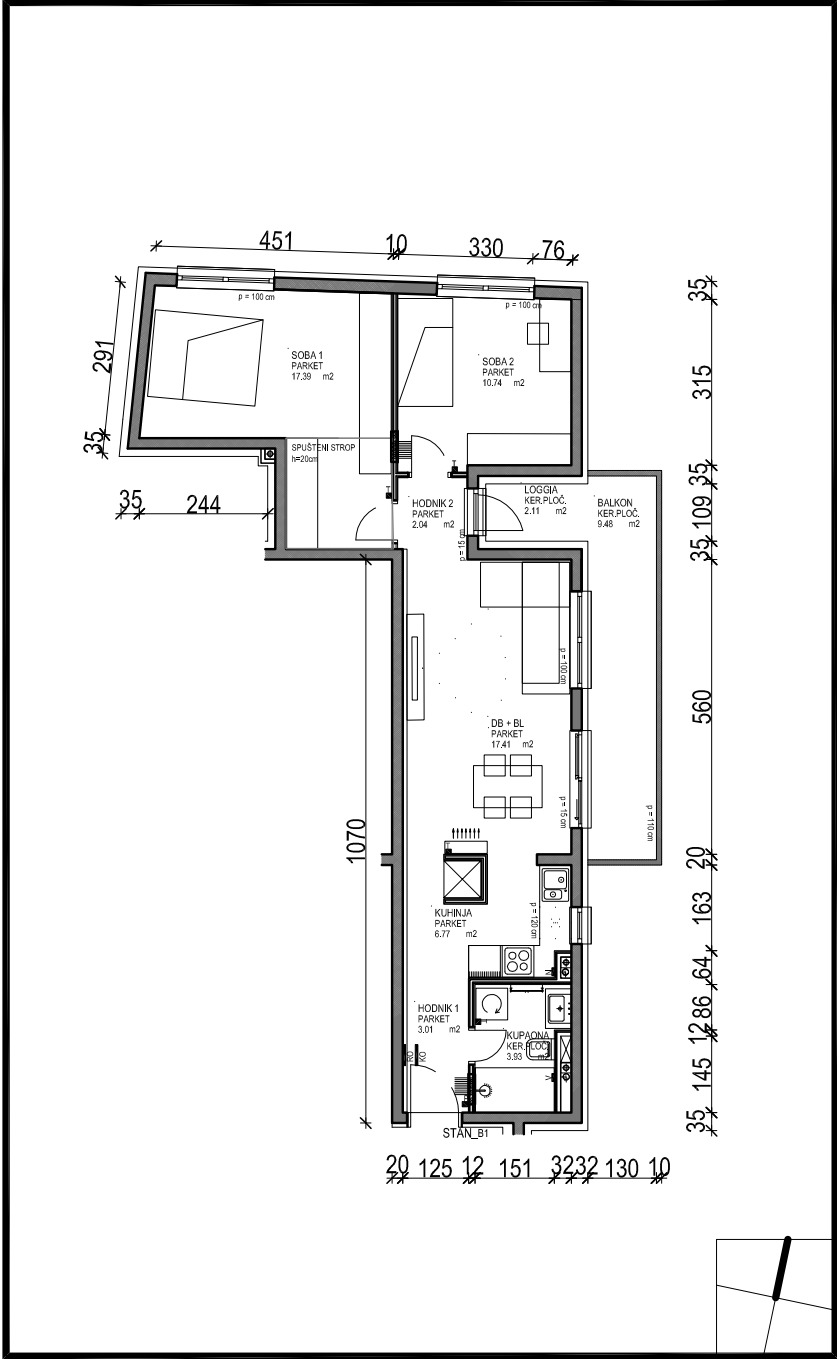 451
10
330
76
p = 100 cm
p = 100 cm
35
291
315
SOBA 1
PARKET
17.39 m2
SOBA 2
PARKET
10.74 m2
35
SPUŠTENI STROP
h=20cm
35
244
35
109
35
HODNIK 2
PARKET
2.04 m2
LOGGIA
KER.PLOČ.
2.11 m2
BALKON
KER.PLOČ.
9.48 m2
p = 15 cm
p = 100 cm
560
DB + BL
PARKET
17.41 m2
p = 15 cm
p = 110 cm
1070
20
163
KUHINJA
PARKET
6.77 m2
p = 120 cm
64
86
12
HODNIK 1
PARKET
3.01 m2
KUPAONA
KER.PLOČ.
3.93 m2
RO
KO
145
35
STAN_B1
20
125
12
151
32
32
130
10